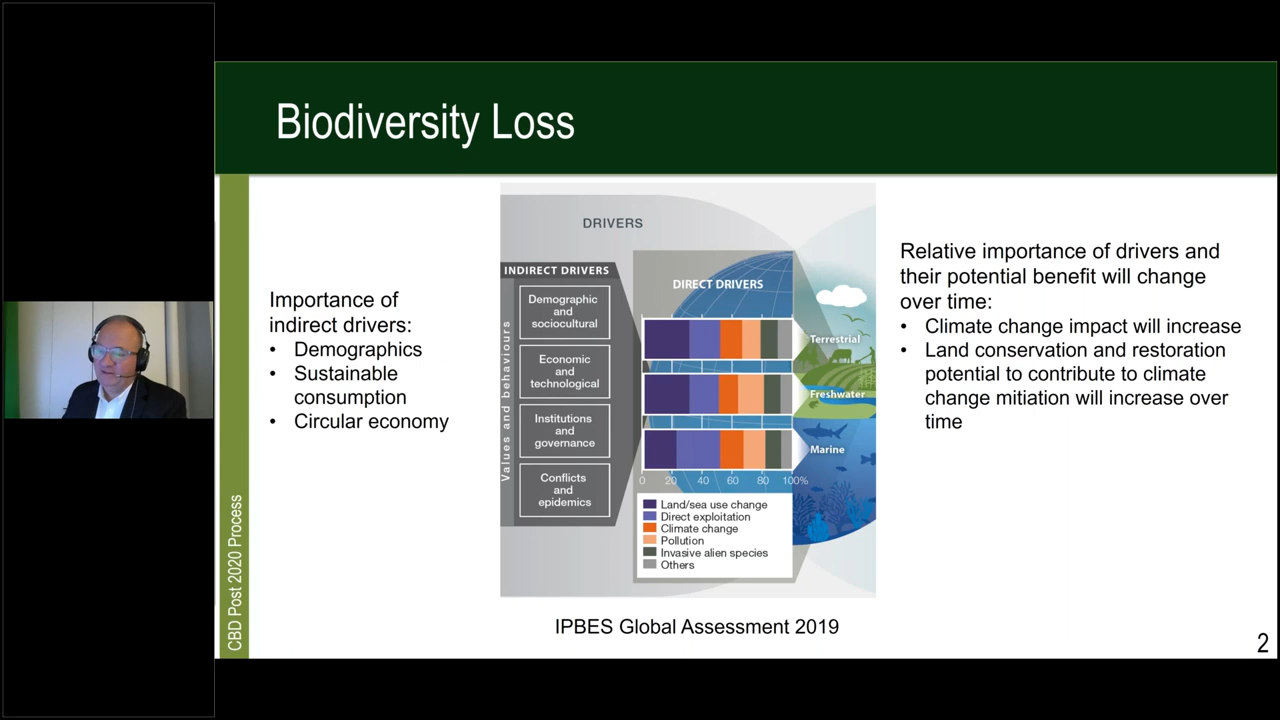 Biodiversity Loss
CBD Post 2020 Process
Importance of
indirect drivers:
• Demographics
• Sustainable
consumption
• Circular economy
DRIVERS
INDIRECT DRIVERS
Values and behaviours
Demographic
and
sociocultural
Economic
and
technological
Institutions
and
governance
Conflicts
and
epidemics
DIRECT DRIVERS
Terrestrial
Freshwater
Marine
0 20 40 60 80 100%
Land/sea use change
Direct exploitation
Climate change
Pollution
Invasive alien species
Others
IPBES Global Assessment 2019
Relative importance of drivers and
their potential benefit will change
over time:
• Climate change impact will increase
• Land conservation and restoration
potential to contribute to climate
change mitiation will increase over
time
2